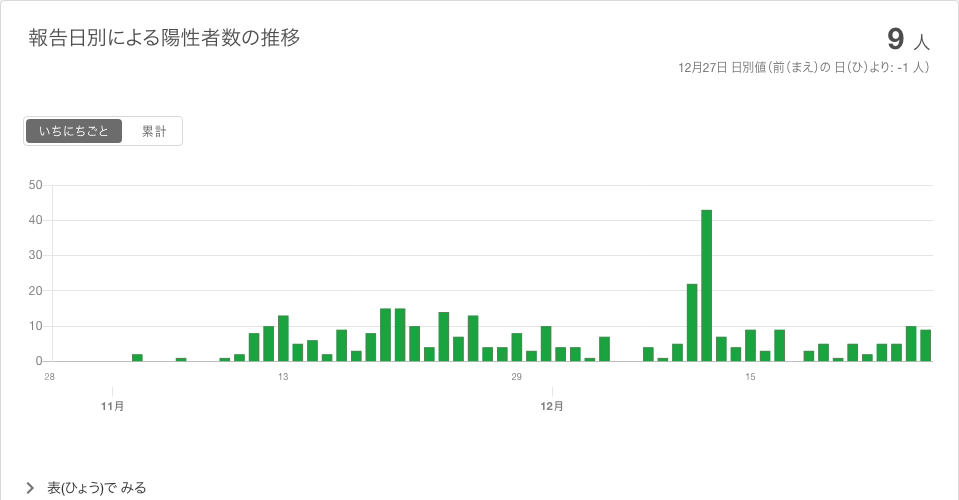 報告日別による陽性者数の推移
9 人
12月27日 日別値（前（まえ）の 日（ひ）より: -1 人）
いちにちごと 累計
50
40
30
20
10
0
28 13 29 15
11月 12月
表(ひょう)で みる